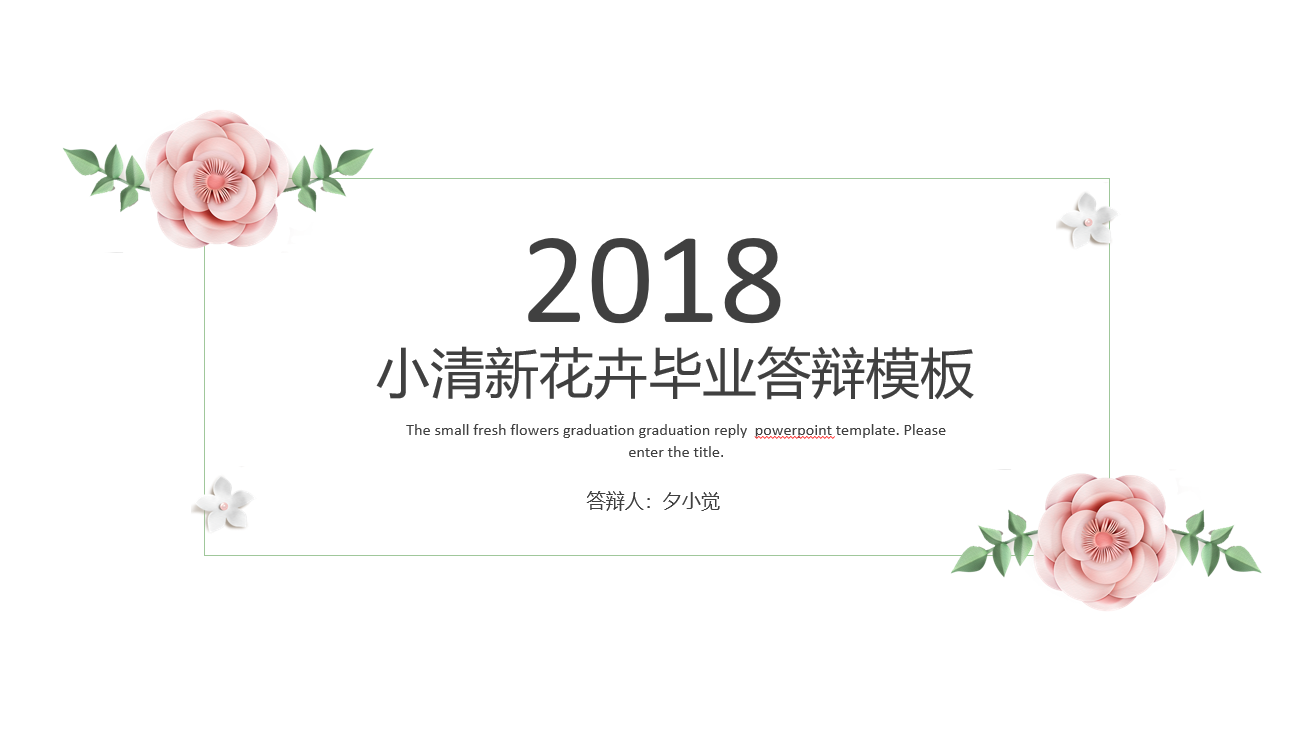 2018
小清新花卉毕业答辩模板
The small fresh flowers graduation graduation reply  powerpoint template. Please
enter the title.
答辩人：夕小觉